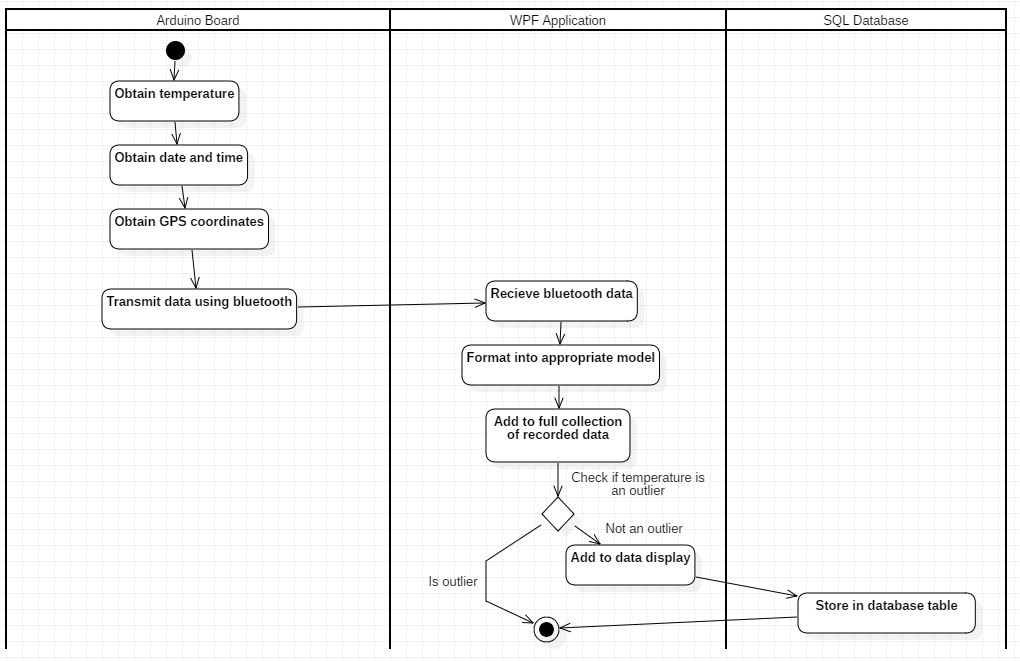 Arduino Board
WPF Application
SQL Database
Obtain temperature
Obtain date and time
Obtain GPS coordinates
Transmit data using bluetooth
Recieve bluetooth data
Format into appropriate model
Add to full collection
of recorded data
Check if temperature is
an outlier
Not an outlier
Add to data display
Is outlier
Store in database table